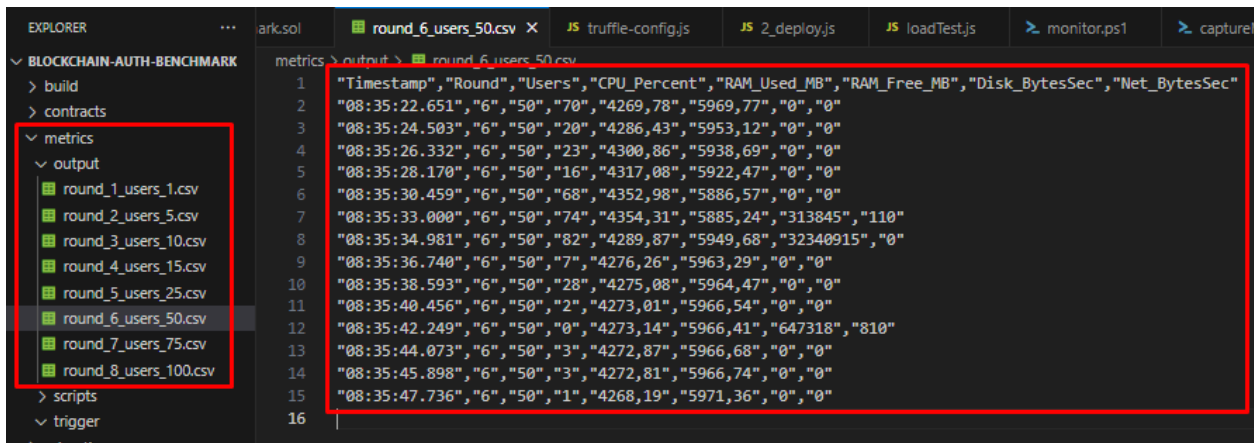 EXPLORER ...
BLOCKCHAIN-AUTH-BENCHMARK
> build
> contracts
metrics
output
round_1_users_1.csv
round_2_users_5.csv
round_3_users_10.csv
round_4_users_15.csv
round_5_users_25.csv
round_6_users_50.csv
round_7_users_75.csv
round_8_users_100.csv
> scripts
trigger
ark.sol
round_6_users_50.csv X
JS truffle-config.js
JS 2_deploy.js
JS loadTest.js
monitor.ps1
metrics > output > round_6_users_50.csv
1 "Timestamp","Round","Users","CPU_Percent","RAM_Used_MB","RAM_Free_MB","Disk_BytesSec","Net_BytesSec"
2 "08:35:22.651","6","50","70","4269,78","5969,77","0","0"
3 "08:35:24.503","6","50","20","4286,43","5953,12","0","0"
4 "08:35:26.332","6","50","23","4300,86","5938,69","0","0"
5 "08:35:28.170","6","50","16","4317,08","5922,47","0","0"
6 "08:35:30.459","6","50","68","4352,98","5886,57","0","0"
7 "08:35:33.000","6","50","74","4354,31","5885,24","313845","110"
8 "08:35:34.981","6","50","82","4289,87","5949,68","32340915","0"
9 "08:35:36.740","6","50","7","4276,26","5963,29","0","0"
10 "08:35:38.593","6","50","28","4275,08","5964,47","0","0"
11 "08:35:40.456","6","50","2","4273,01","5966,54","0","0"
12 "08:35:42.249","6","50","0","4273,14","5966,41","647318","810"
13 "08:35:44.073","6","50","3","4272,87","5966,68","0","0"
14 "08:35:45.898","6","50","3","4272,81","5966,74","0","0"
15 "08:35:47.736","6","50","1","4268,19","5971,36","0","0"
16